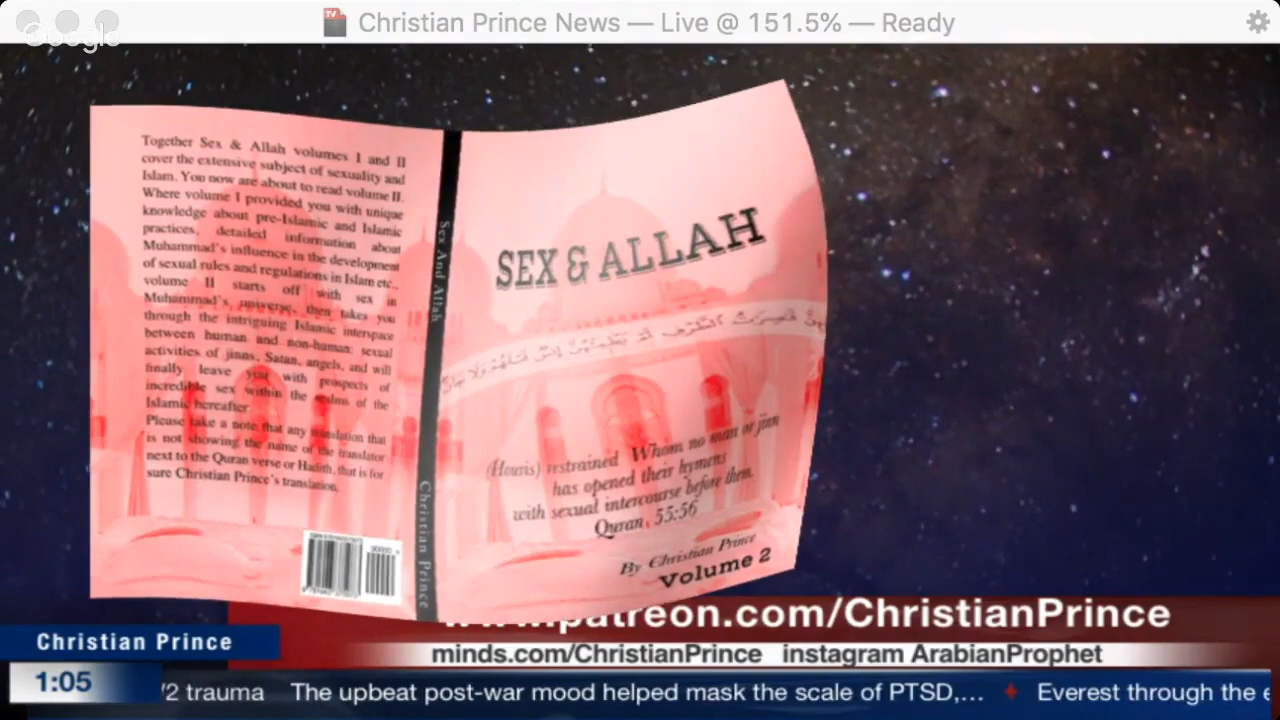 Christian Prince News — Live @ 151.5% — Ready
Google
Together Sex & Allah volumes I and II
cover the extensive subject of sexuality and
Islam. You now are about to read volume II.
Where volume I provided you with unique
knowledge about pre-Islamic and Islamic
practices, detailed information about
Muhammad's influence in the development
of sexual rules and regulations in Islam etc.,
volume II starts off with sex in
Muhammad's, universe, then takes you
through the intriguing Islamic interspace
between human and non-human: sexual
activities of jinns, Satan, angels, and will
finally leave you with prospects of
incredible sex within the realms of the
Islamic hereafter.
Please take a note that any translation that
is not showing the name of the translator
next to the Quran verse or Hadith, that is for
sure Christian Prince's translation.
Sex And Allah
Christian Prince
SEX & ALLAH
(Houris) restrained Whom no man or jinn
has opened their hymens
with sexual intercourse before them.
Quran, 55:56
By Christian Prince
Volume 2
www.patreon.com/ChristianPrince
Christian Prince
minds.com/ChristianPrince instagram ArabianProphet
1:05
/2 trauma The upbeat post-war mood helped mask the scale of PTSD,... Everest through the e